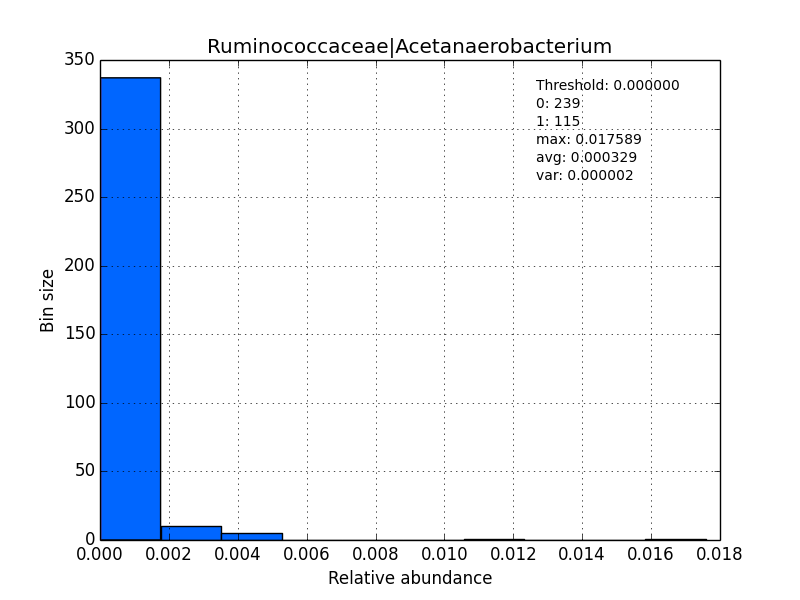 Ruminococcaceae|Acetanaerobacterium
Threshold: 0.000000
0: 239
1: 115
max: 0.017589
avg: 0.000329
var: 0.000002
Bin size
350
300
250
200
150
100
50
0
0.000 0.002 0.004 0.006 0.008 0.010 0.012 0.014 0.016 0.018
Relative abundance